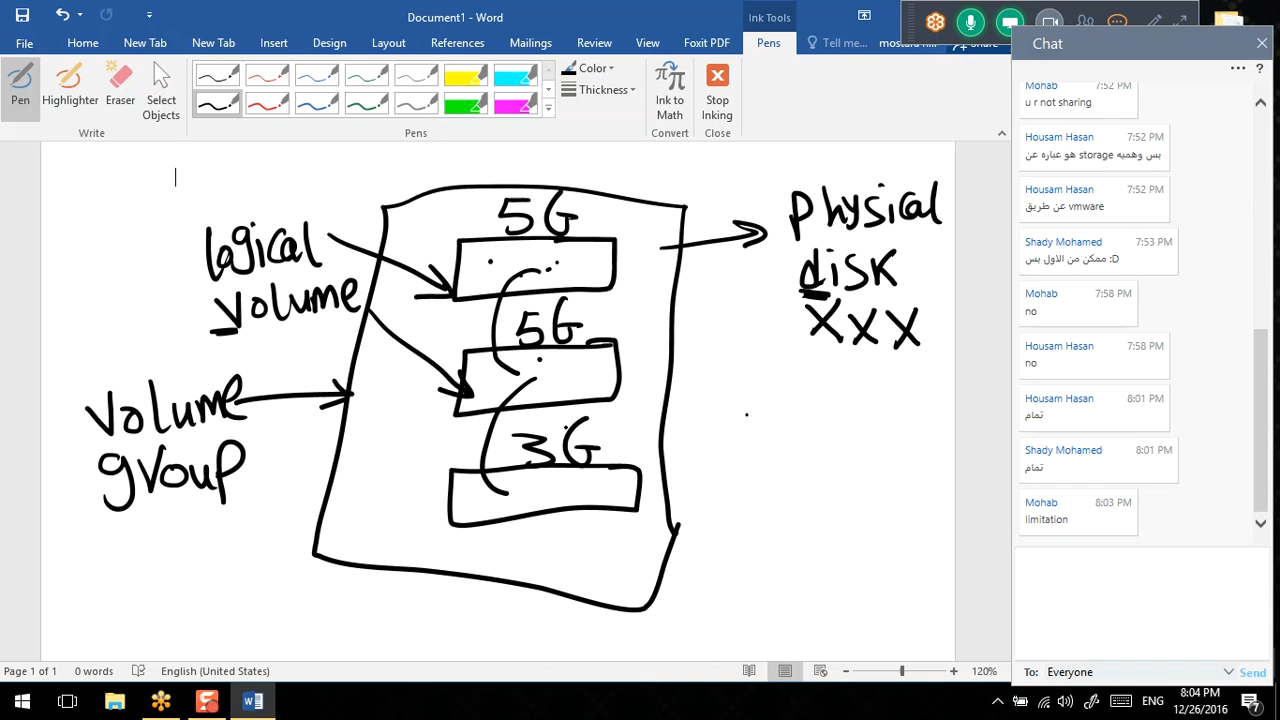 Document1 - Word
Ink Tools
File
Home
New Tab
New Tab
Insert
Design
Layout
References
Mailings
Review
View
Foxit PDF
Pens
Tell me...
Share
Pen
Highlighter
Eraser
Select Objects
Color
Thickness
Ink to Math
Stop Inking
Write
Pens
Convert
Close
5G
logical
volume
5G
volume
group
3G
physical
disk
XXX
Chat
Mohab 7:52 PM
u r not sharing
Housam Hasan 7:52 PM
بس وهميه storage هو عباره عن
Housam Hasan 7:52 PM
عن طريق vmware
Shady Mohamed 7:53 PM
ممكن من الاول بس :D
Mohab 7:58 PM
no
Housam Hasan 7:58 PM
no
Housam Hasan 8:01 PM
تمام
Shady Mohamed 8:01 PM
تمام
Mohab 8:03 PM
limitation
To: Everyone
Send
Page 1 of 1
0 words
English (United States)
120%
ENG
8:04 PM
12/26/2016
7